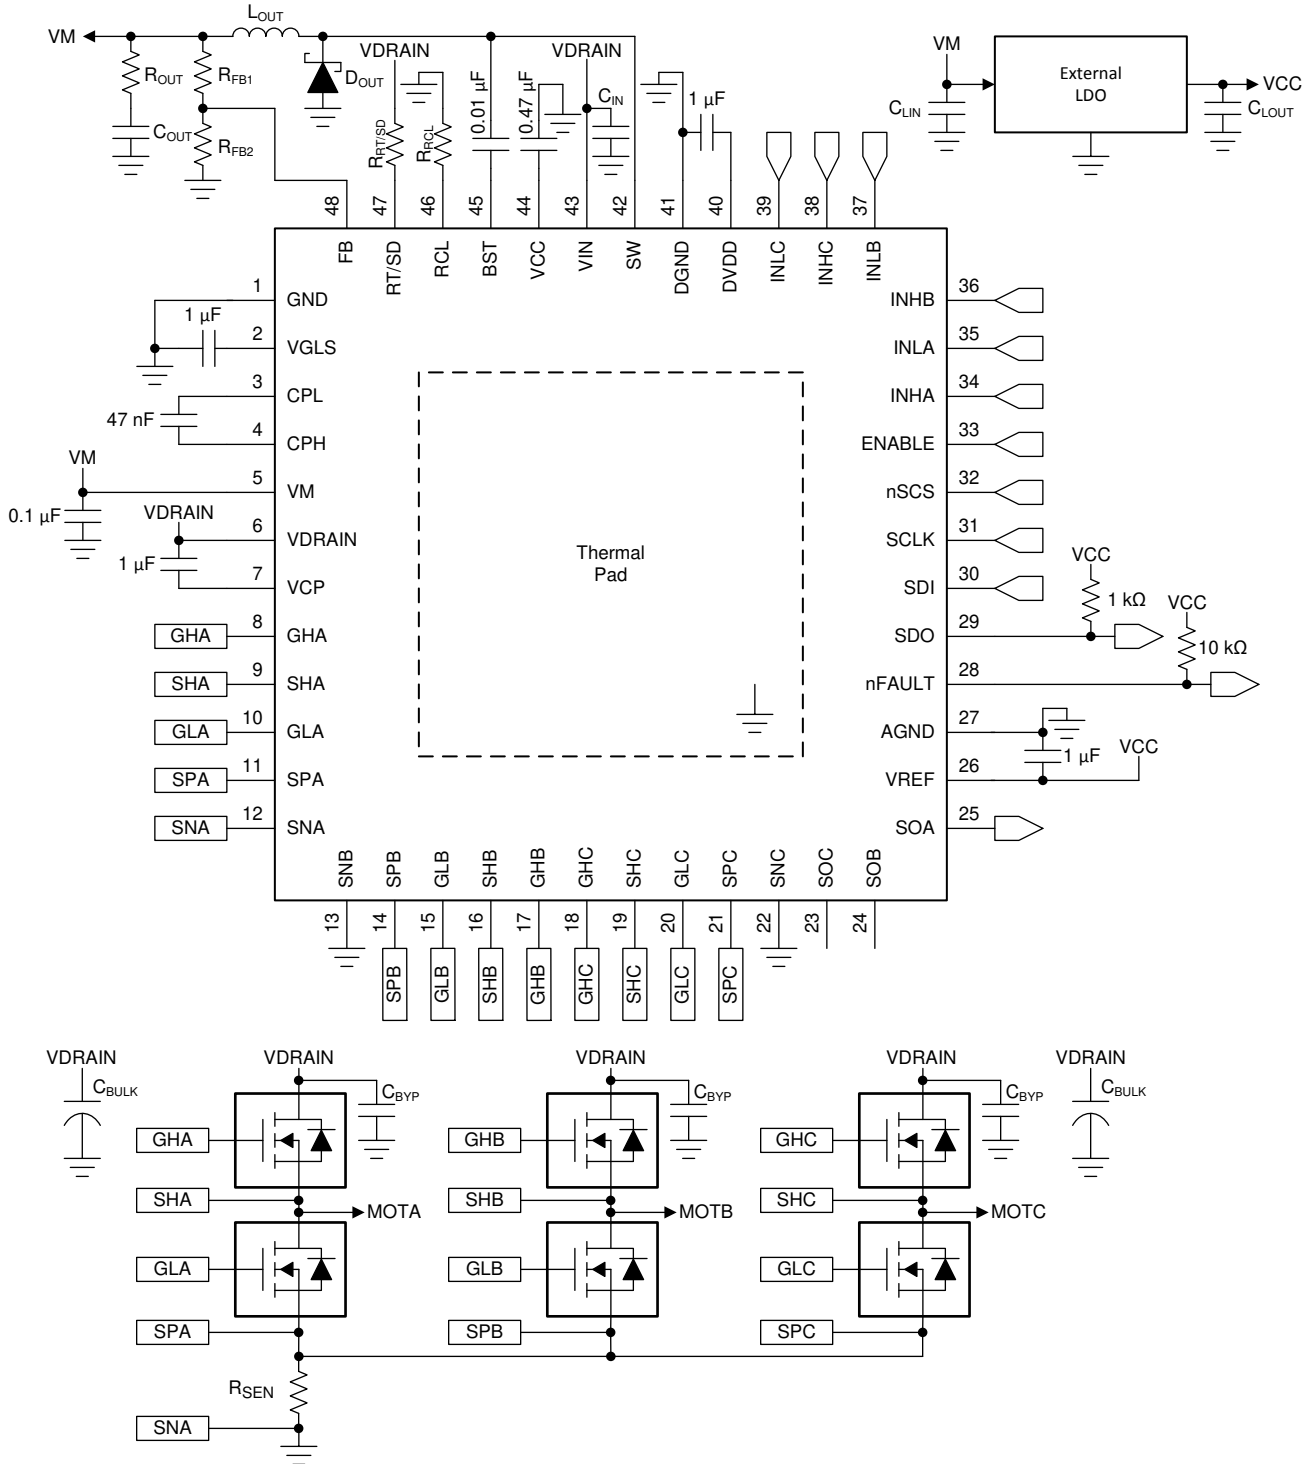 LOUT
VM
VDRAIN
VDRAIN
ROUT
RFB1
DOUT
COUT
RFB2
RRT/SD
RRCL
0.01 µF
0.47 µF
CIN
1 µF
VM
External
LDO
VCC
CLIN
CLOUT
48
47
46
45
44
43
42
41
40
39
38
37
FB
RT/SD
RCL
BST
VCC
VIN
SW
DGND
DVDD
INLC
INHC
INLB
1 GND
1 µF
2 VGLS
3 CPL
47 nF
4 CPH
VM
5 VM
0.1 µF
VDRAIN
6 VDRAIN
1 µF
7 VCP
GHA 8 GHA
SHA 9 SHA
GLA 10 GLA
SPA 11 SPA
SNA 12 SNA
Thermal
Pad
INHB 36
INLA 35
INHA 34
ENABLE 33
nSCS 32
SCLK 31
SDI 30
VCC
1 kΩ
SDO 29
VCC
10 kΩ
nFAULT 28
AGND 27
1 µF
VCC
VREF 26
SOA 25
SNB
SPB
GLB
SHB
GHB
GHC
SHC
GLC
SPC
SNC
SOC
SOB
13
14
15
16
17
18
19
20
21
22
23
24
SPB
GLB
SHB
GHB
GHC
SHC
GLC
SPC
VDRAIN
CBULK
VDRAIN
CBYP
GHA
SHA
MOTA
GLA
SPA
RSEN
SNA
VDRAIN
CBYP
GHB
SHB
MOTB
GLB
SPB
VDRAIN
CBYP
GHC
SHC
MOTC
GLC
SPC
VDRAIN
CBULK